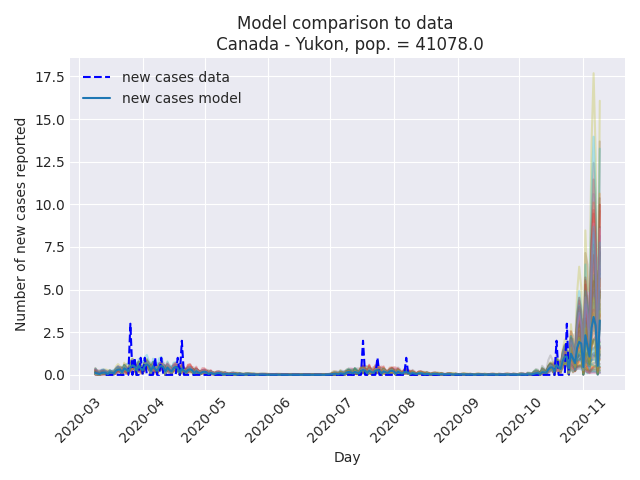 Model comparison to data
Canada - Yukon, pop. = 41078.0
new cases data
new cases model
Number of new cases reported
17.5
15.0
12.5
10.0
7.5
5.0
2.5
0.0
2020-03
2020-04
2020-05
2020-06
2020-07
2020-08
2020-09
2020-10
2020-11
Day